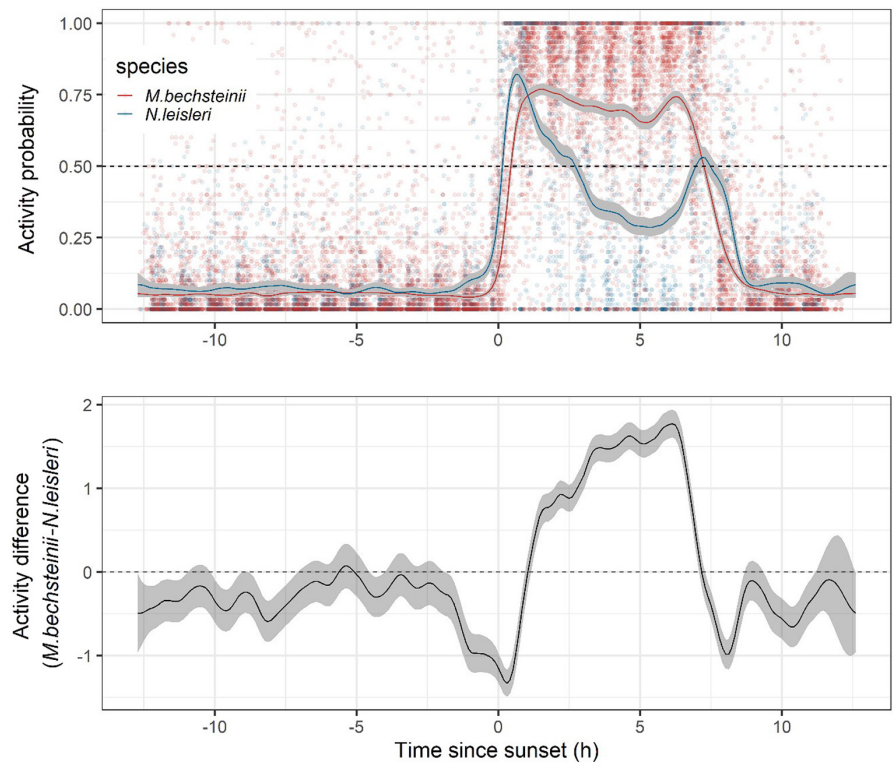 1.00
0.75
0.50
0.25
0.00
Activity probability
species
M.bechsteinii
N.leisleri
-10 -5 0 5 10
2
1
0
-1
Activity difference
(M.bechsteinii-N.leisleri)
-10 -5 0 5 10
Time since sunset (h)